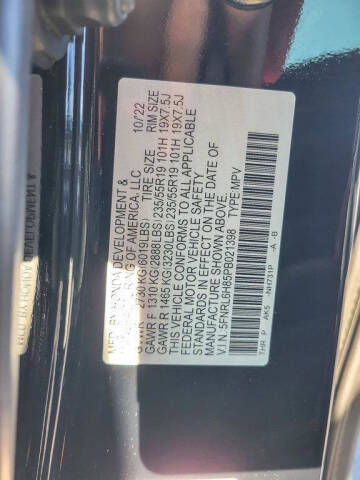 MFD BY HONDA DEVELOPMENT &
MANUFACTURING OF AMERICA, LLC 10/22
GVWR 2730 KG(6019LBS) TIRE SIZE RIM SIZE
GAWR F 1310 KG(2888LBS) 235/55R19 101H 19X7.5J
GAWR R 1465 KG(3230LBS) 235/55R19 101H 19X7.5J
THIS VEHICLE CONFORMS TO ALL APPLICABLE
FEDERAL MOTOR VEHICLE SAFETY
STANDARDS IN EFFECT ON THE DATE OF
MANUFACTURE SHOWN ABOVE.
V.I.N.: 5FNRL6H85PB021398 TYPE:MPV
THR P AK5 NH731P -A -B